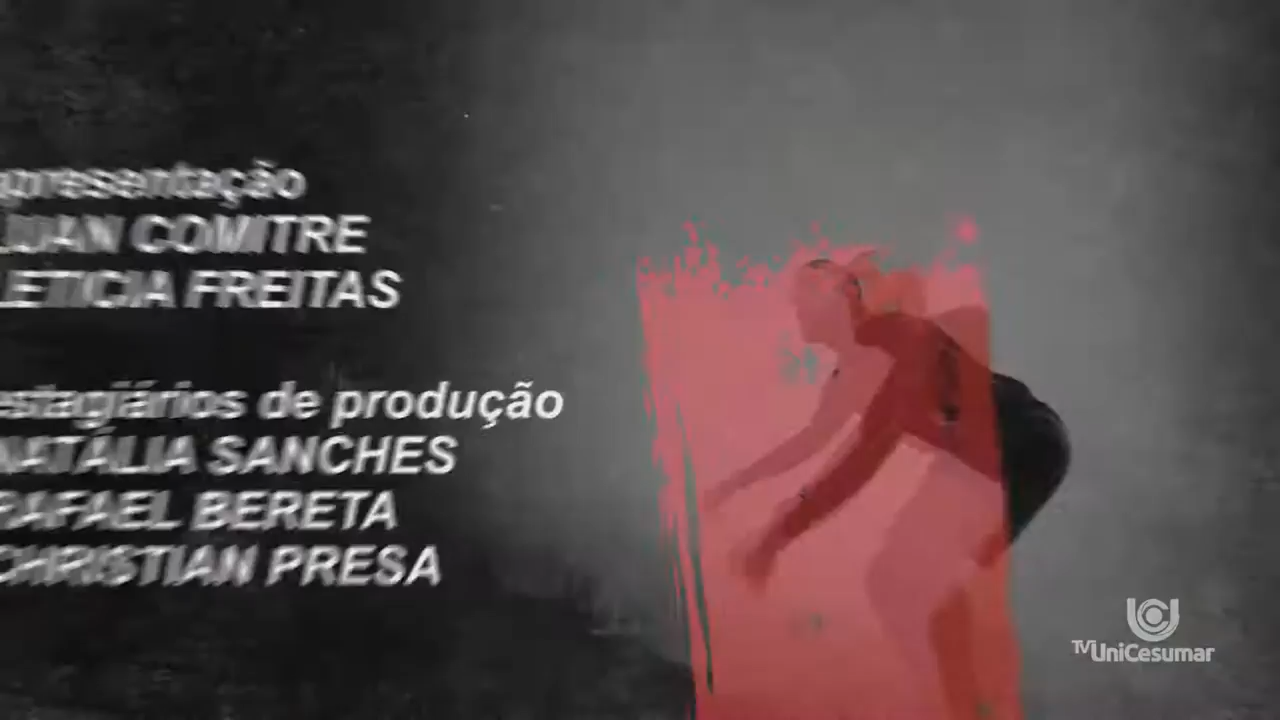 apresentação
LUAN COMITRE
LETICIA FREITAS
estagiários de produção
NATÁLIA SANCHES
RAFAEL BERETA
CHRISTIAN PRESA
TV UniCesumar